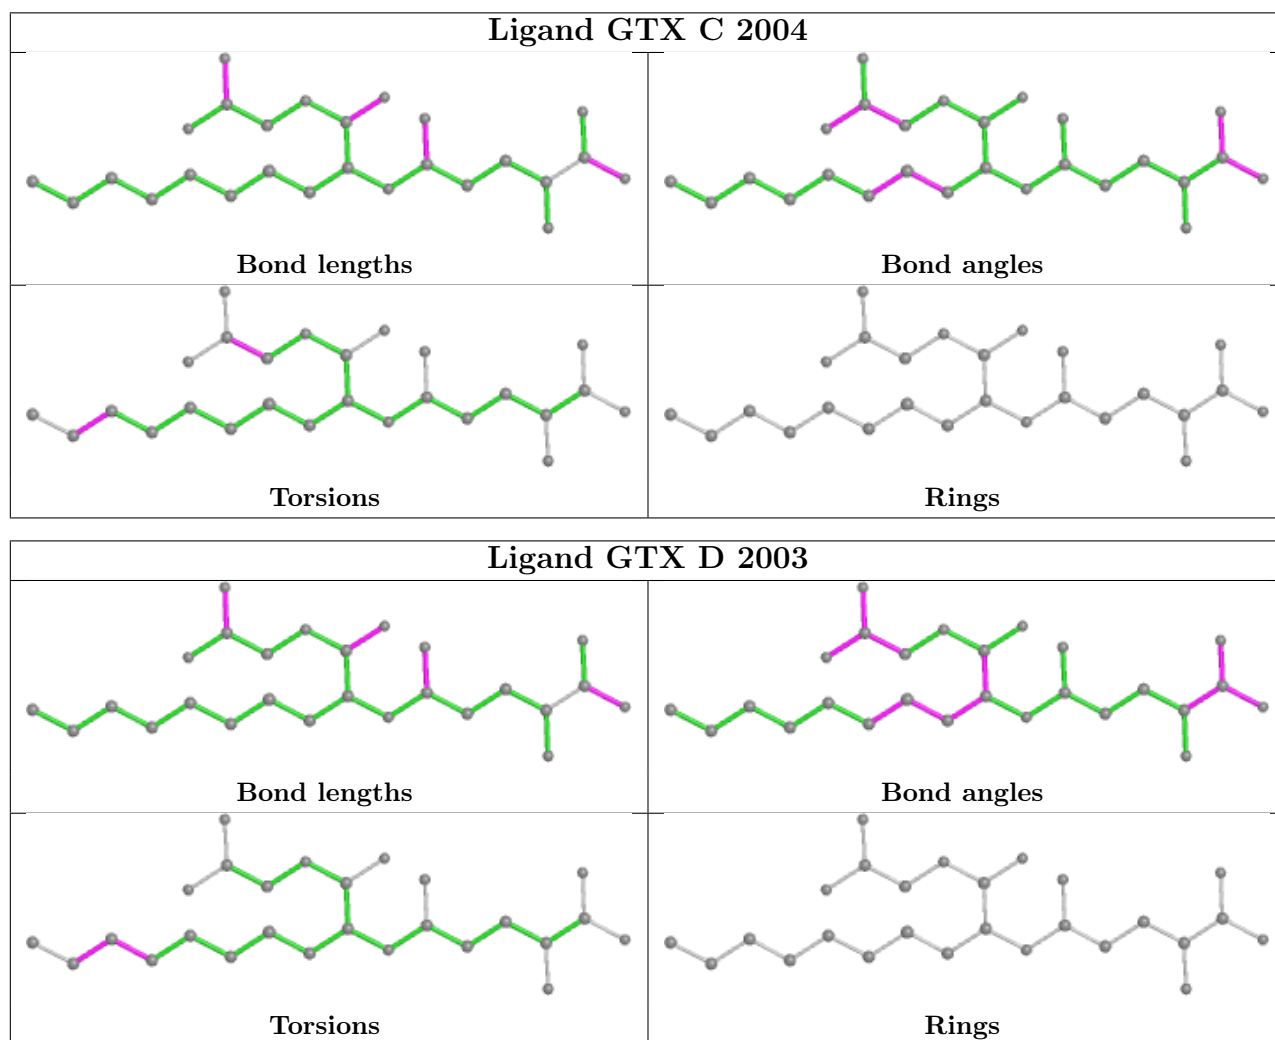 Ligand GTX C 2004
Bond lengths
Bond angles
Torsions
Rings
Ligand GTX D 2003
Bond lengths
Bond angles
Torsions
Rings